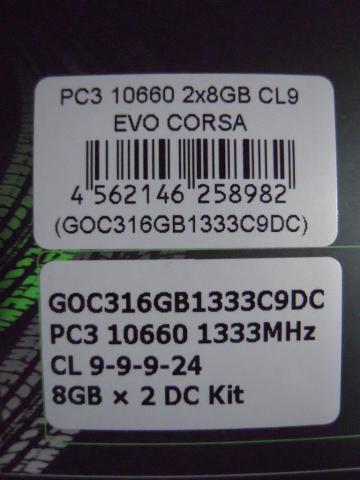 PC3 10660 2x8GB CL9
EVO CORSA
4 562146 258982
(GOC316GB1333C9DC)
GOC316GB1333C9DC
PC3 10660 1333MHz
CL 9-9-9-24
8GB × 2 DC Kit